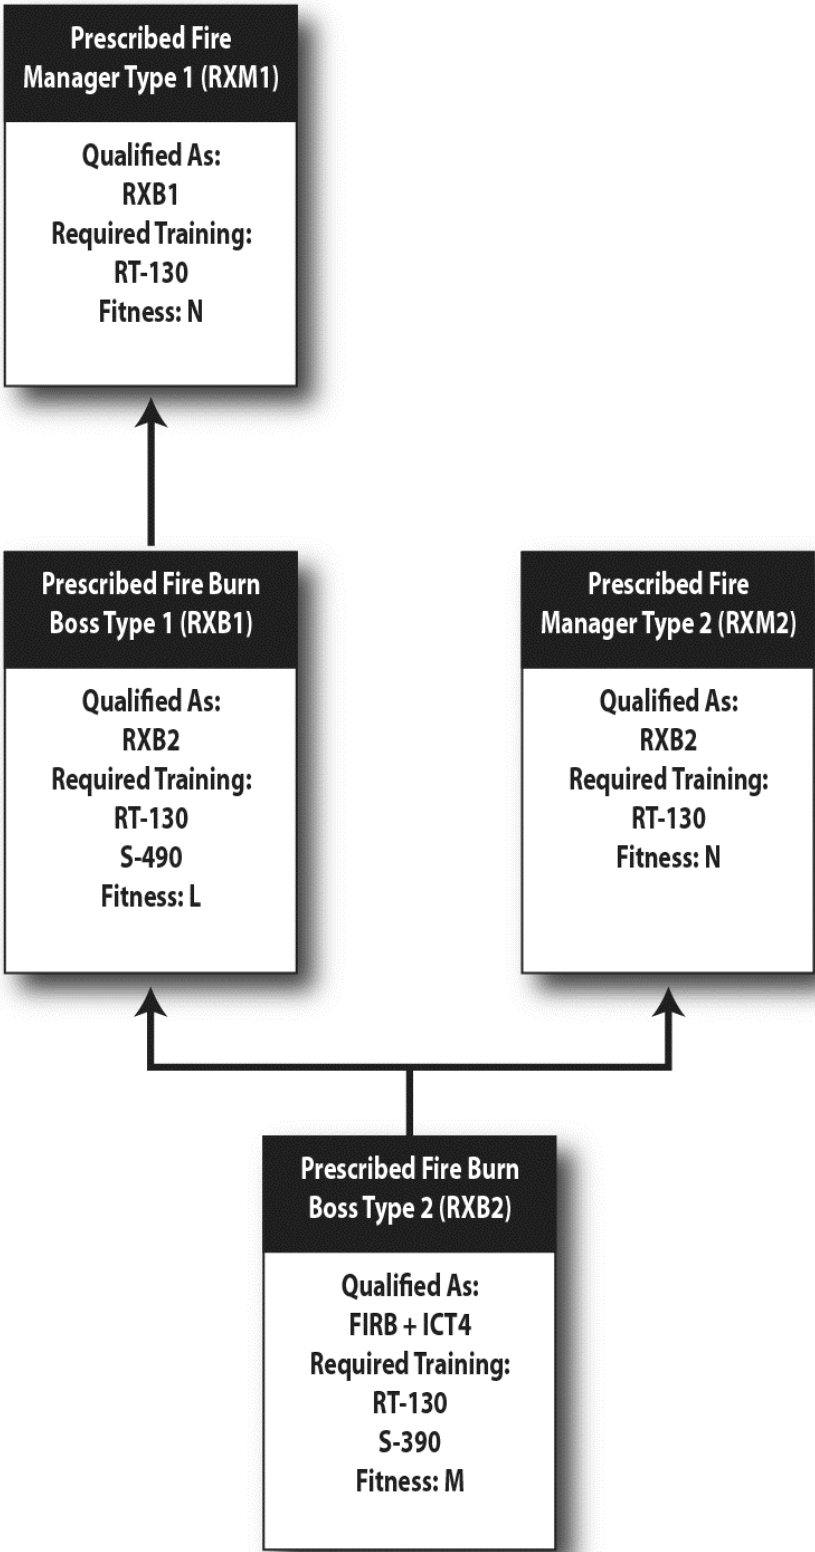 Prescribed Fire
Manager Type 1 (RXM1)
Qualified As:
RXB1
Required Training:
RT-130
Fitness: N
Prescribed Fire Burn
Boss Type 1 (RXB1)
Qualified As:
RXB2
Required Training:
RT-130
S-490
Fitness: L
Prescribed Fire
Manager Type 2 (RXM2)
Qualified As:
RXB2
Required Training:
RT-130
Fitness: N
Prescribed Fire Burn
Boss Type 2 (RXB2)
Qualified As:
FIRB + ICT4
Required Training:
RT-130
S-390
Fitness: M